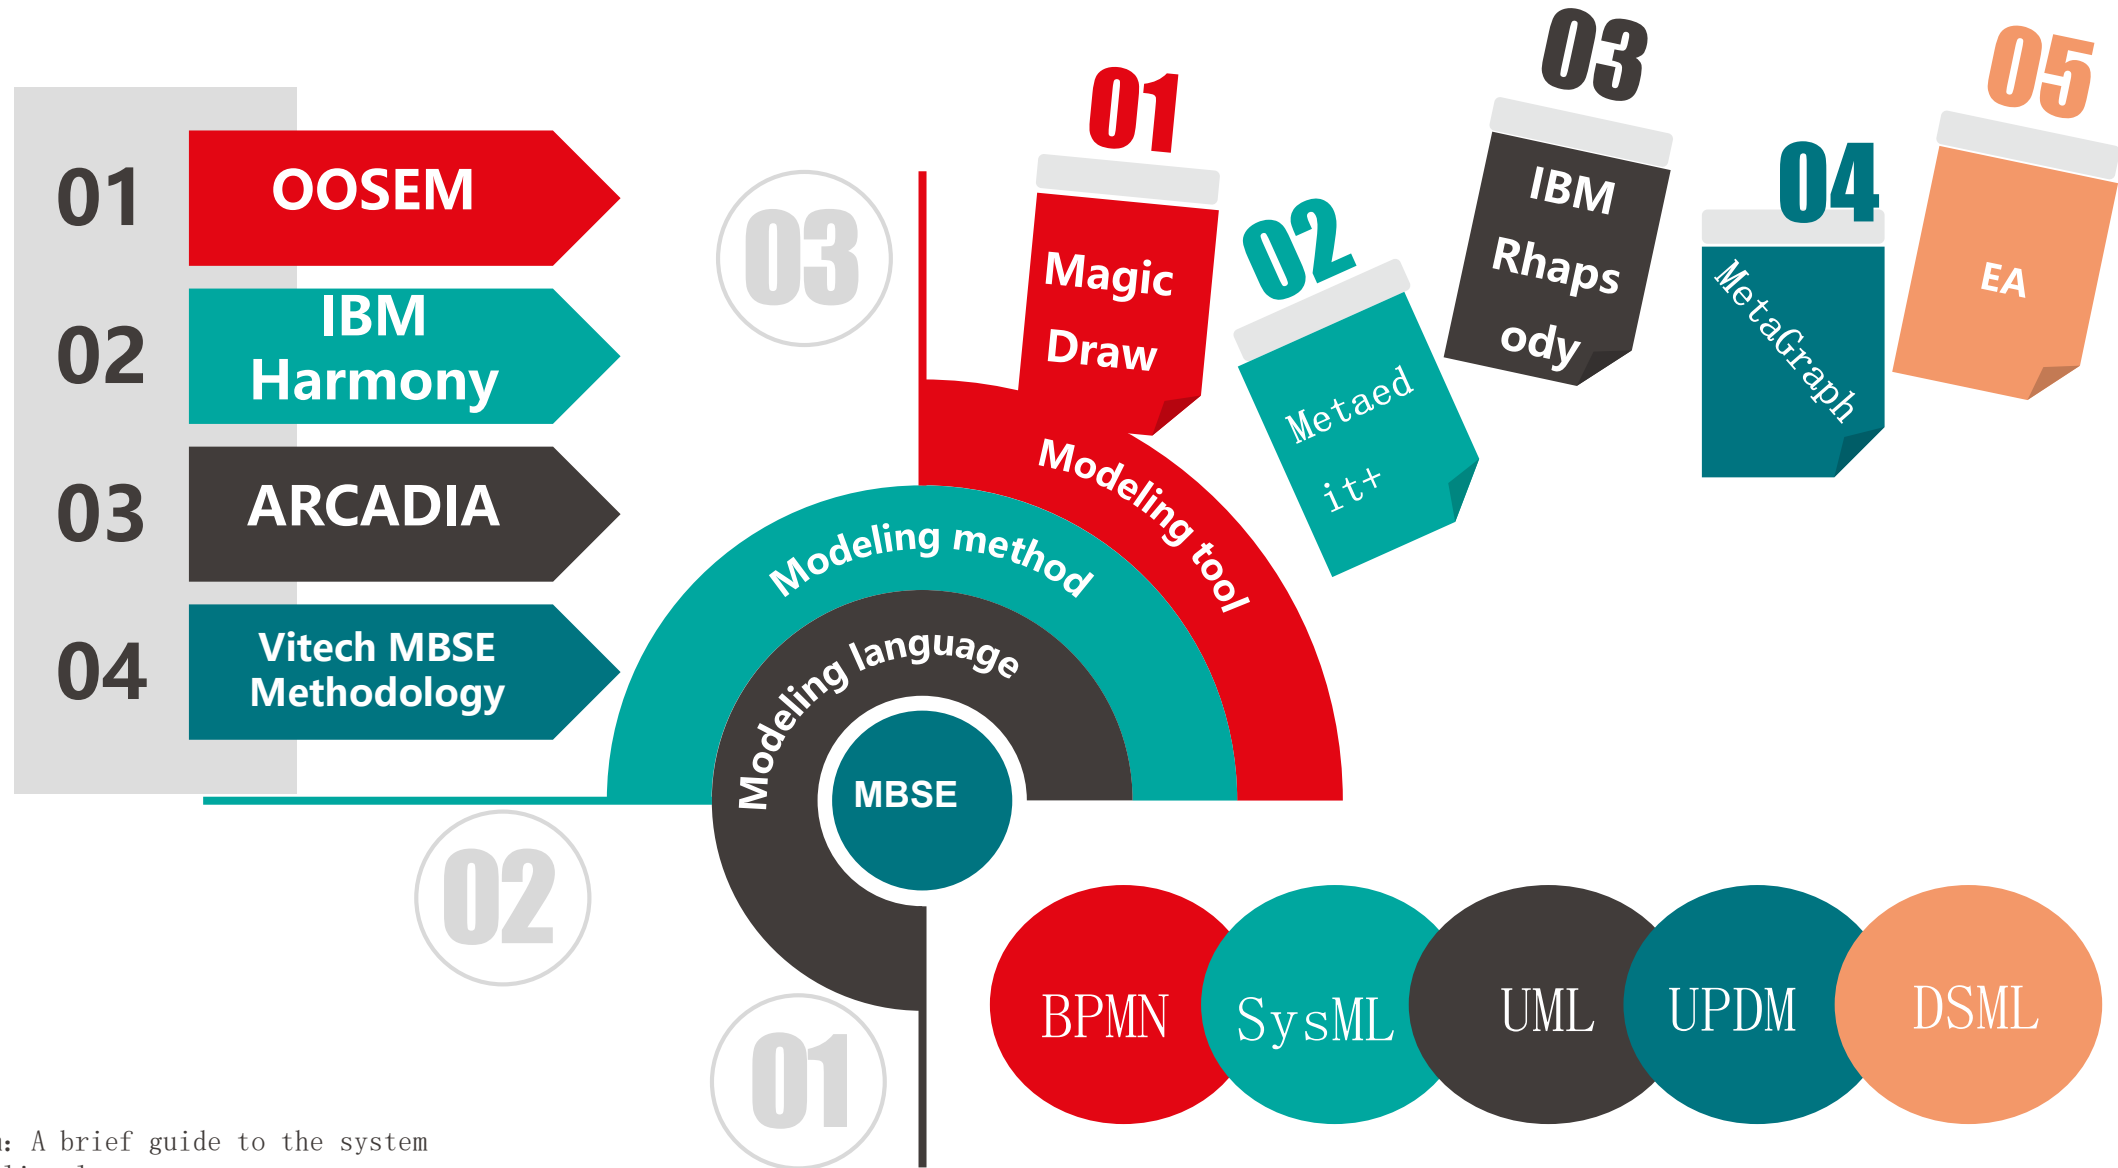 01
OOSEM
02
IBM
Harmony
03
ARCADIA
04
Vitech MBSE
Methodology
03
02
01
Modeling tool
Modeling method
Modeling language
MBSE
01
Magic
Draw
02
Metaed
it+
03
IBM
Rhaps
ody
04
MetaGraph
05
EA
BPMN
SysML
UML
UPDM
DSML
: A brief guide to the system